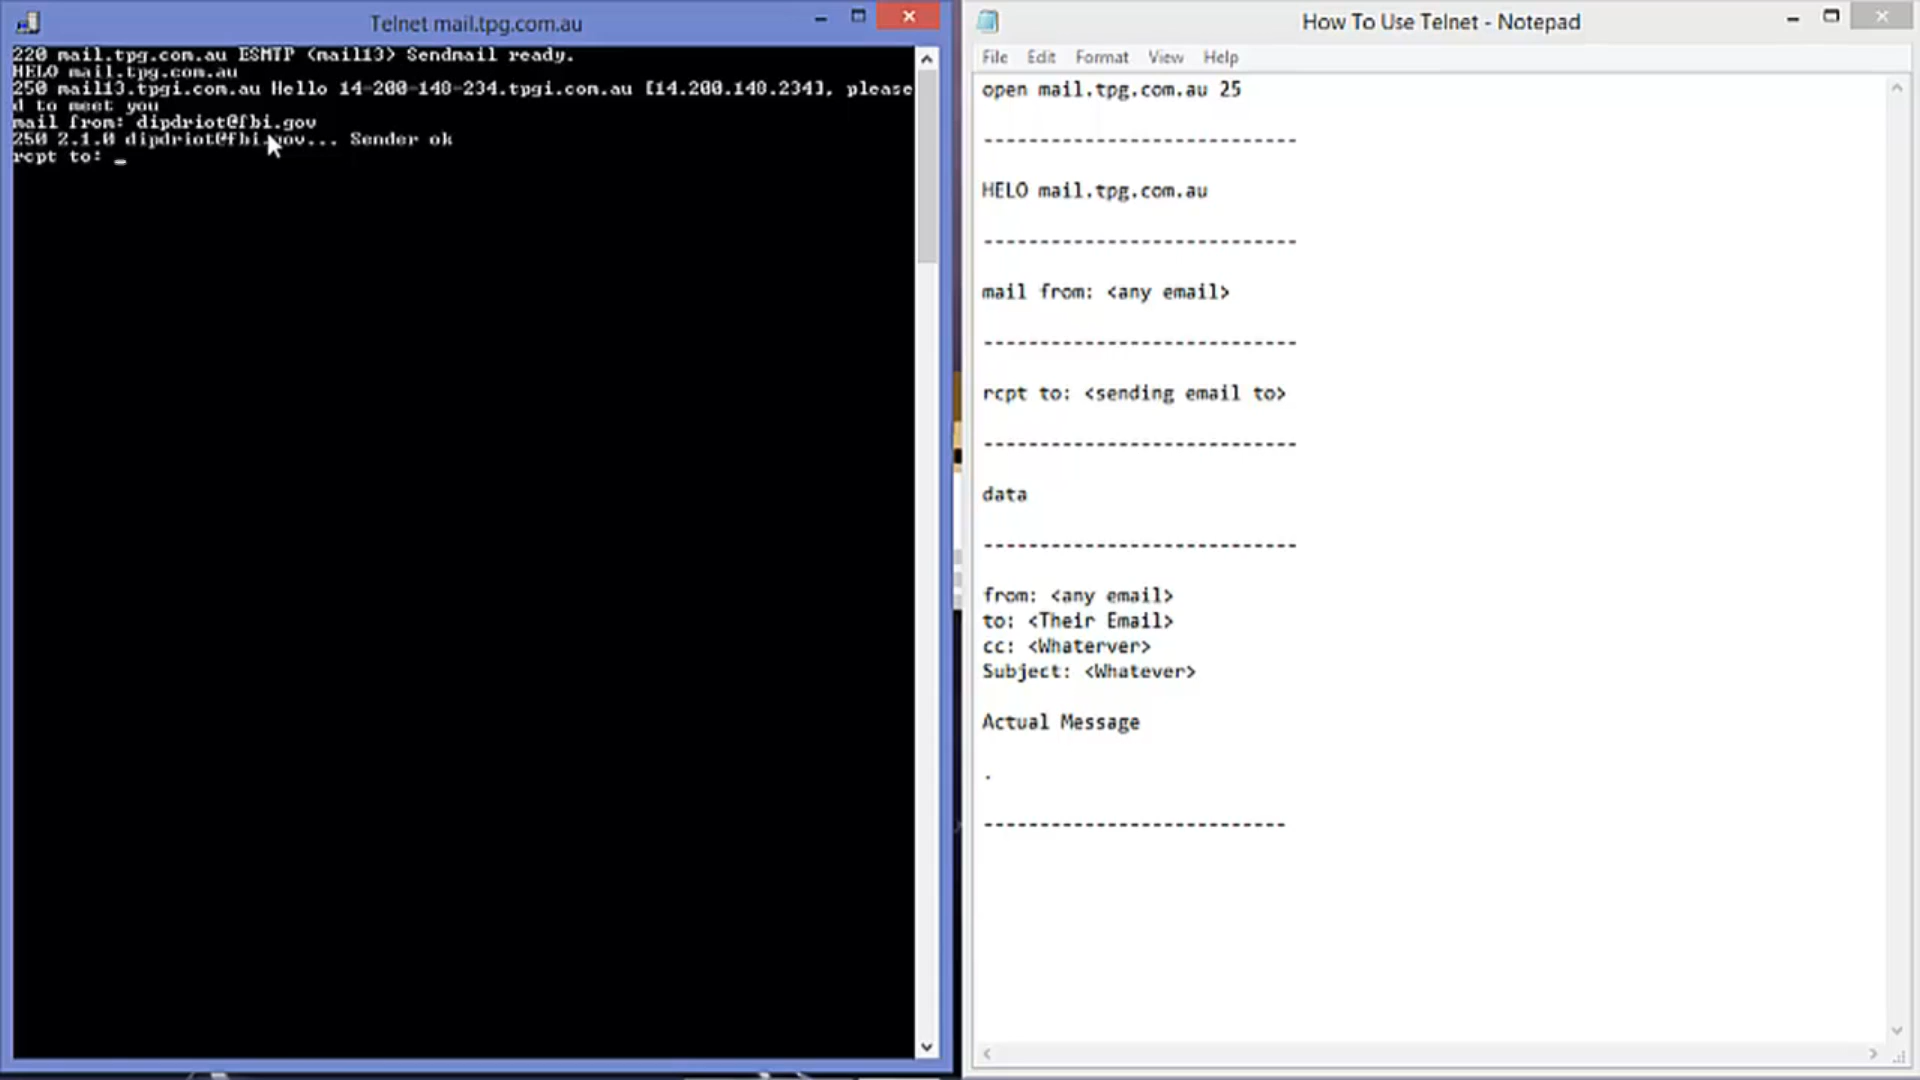 Telnet mail.tpg.com.au
220 mail.tpg.com.au ESMTP (mail13) Sendmail ready.
HELO mail.tpg.com.au
250 mail13.tpgi.com.au Hello 14-200-148-234.tpgi.com.au [14.200.148.234], please
d to meet you
mail from: dipdriot@fbi.gov
250 2.1.0 dipdriot@fbi.gov... Sender ok
rcpt to: _
How To Use Telnet - Notepad
File Edit Format View Help
open mail.tpg.com.au 25
----------------------------
HELO mail.tpg.com.au
----------------------------
mail from: <any email>
----------------------------
rcpt to: <sending email to>
----------------------------
data
----------------------------
from: <any email>
to: <Their Email>
cc: <Whaterver>
Subject: <Whatever>
Actual Message
.
---------------------------